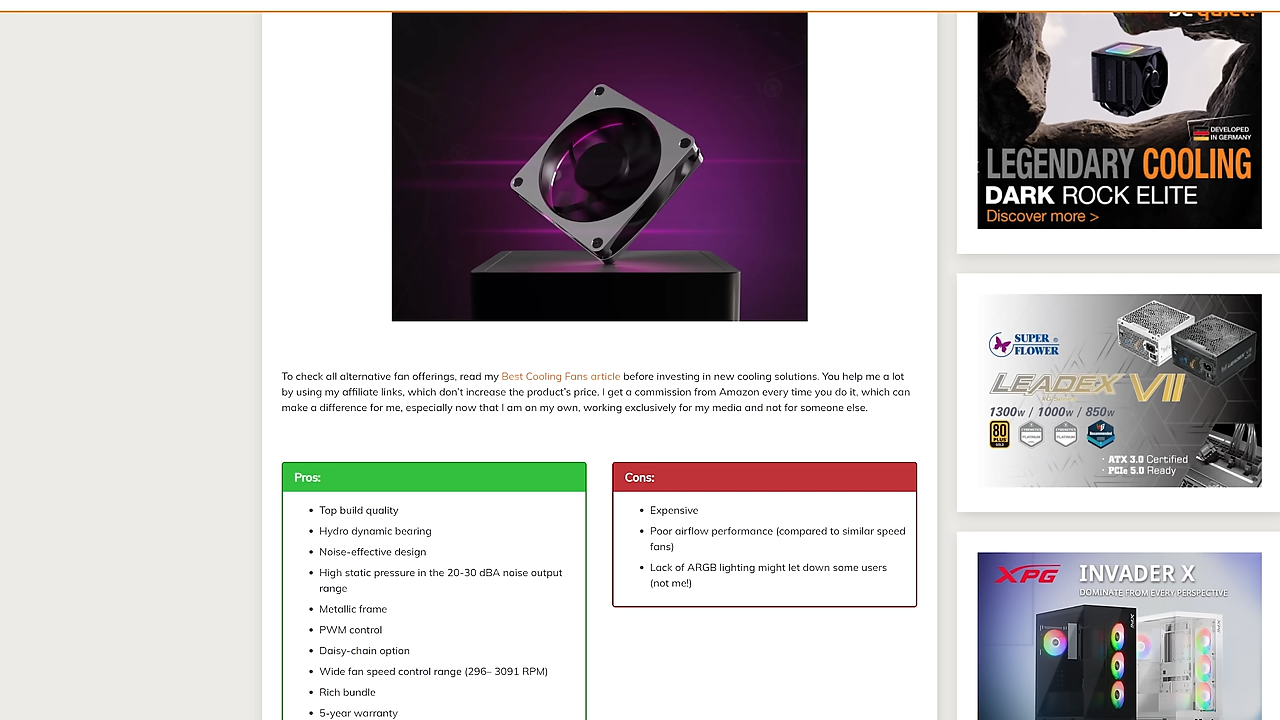 be quiet!
DEVELOPED
IN GERMANY
LEGENDARY COOLING
DARK ROCK ELITE
Discover more >
To check all alternative fan offerings, read my Best Cooling Fans article before investing in new cooling solutions. You help me a lot
by using my affiliate links, which don't increase the product's price. I get a commission from Amazon every time you do it, which can
make a difference for me, especially now that I am on my own, working exclusively for my media and not for someone else.
Pros:
Top build quality
Hydro dynamic bearing
Noise-effective design
High static pressure in the 20-30 dBA noise output
range
Metallic frame
PWM control
Daisy-chain option
Wide fan speed control range (296– 3091 RPM)
Rich bundle
5-year warranty
Cons:
Expensive
Poor airflow performance (compared to similar speed
fans)
Lack of ARGB lighting might let down some users
(not me!)
SUPER
FLOWER
LEADEX VII
1300W / 1000W / 850W
80
PLUS
GOLD
PLATINUM
PLATINUM
Recommended
· ATX 3.0 Certified
· PCIe 5.0 Ready
XPG
INVADER X
DOMINATE FROM EVERY PERSPECTIVE